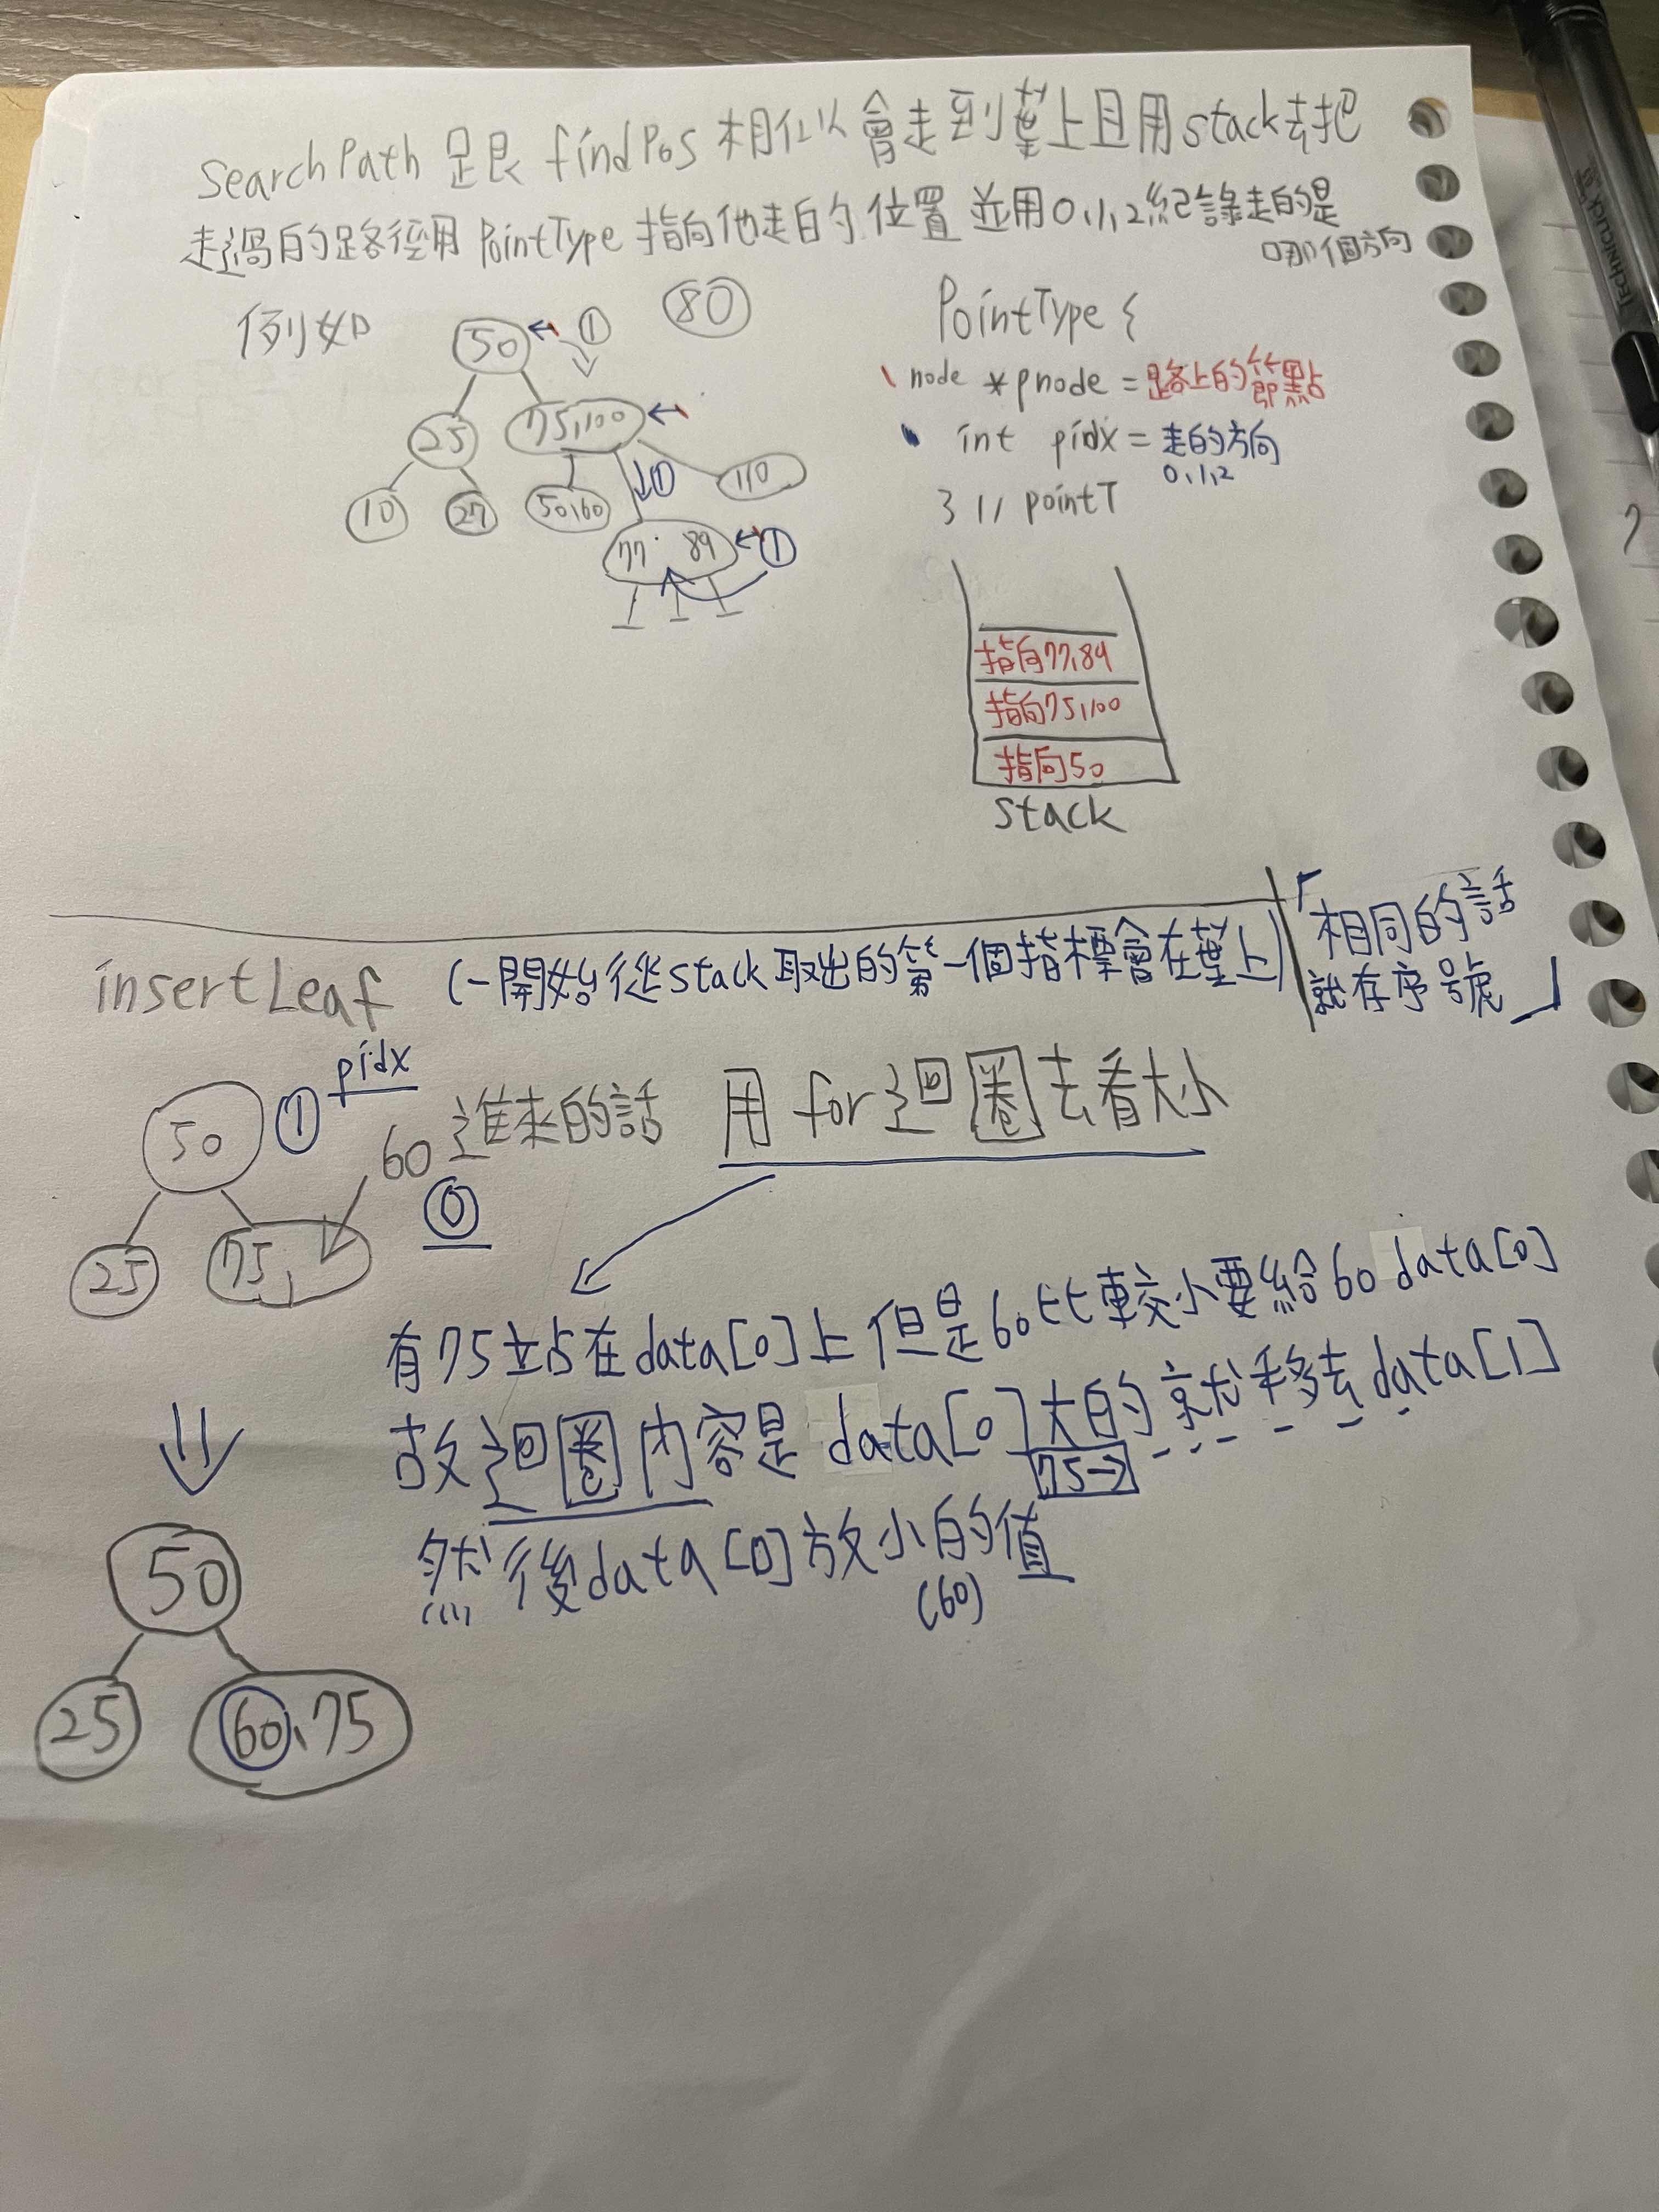 searchPath 是跟 findPos 相似 會走到葉上且用stack去把
走過的路徑用 PointType 指向他走的位置 並用0,1,2紀錄走的是
哪個方向
例如
80
50
①
25
75,100
10
27
50,60
①
110
77 89
①
PointType {
node *pnode = 路上的節點
int pidx = 走的方向
0,1,2
} // pointT
指向77,89
指向75,100
指向50
stack
insertLeaf (一開始從stack取出的第一個指標會在葉上)
「相同的話
就存序號」
50
①
pidx
60 進來的話 用 for迴圈去看大小
⓪
25
75,
有75站在data[0]上 但是60比較小要給60 data[0]
故迴圈內容是 data[0]大的就移去data[1]
75→
然後data[0]放小的值
(60)
50
25
60、75
TECHNICLICK